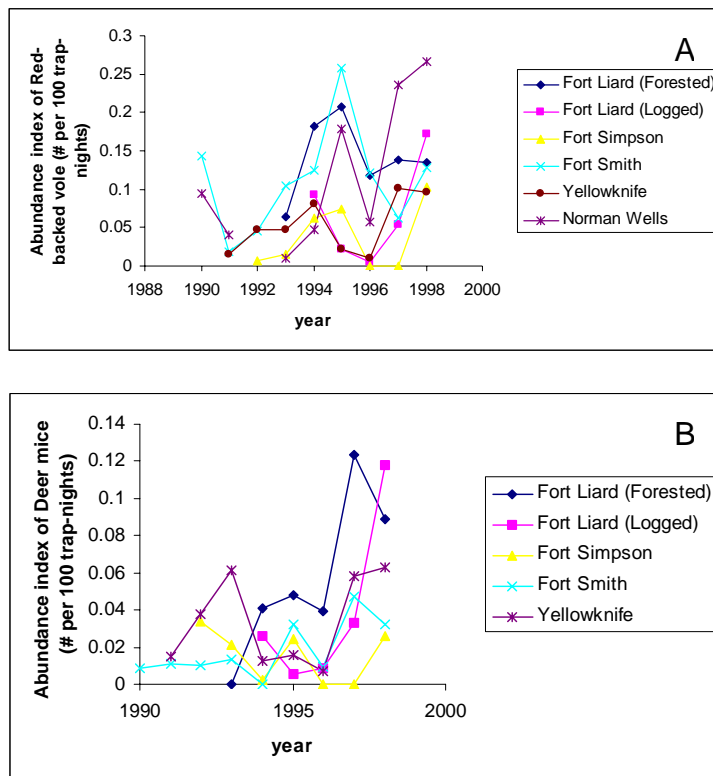 A
Abundance index of Red-
backed vole (# per 100 trap-
nights)
0.3
0.25
0.2
0.15
0.1
0.05
0
1988 1990 1992 1994 1996 1998 2000
year
Fort Liard (Forested)
Fort Liard (Logged)
Fort Simpson
Fort Smith
Yellowknife
Norman Wells
B
Abundance index of Deer mice
(# per 100 trap-nights)
0.14
0.12
0.1
0.08
0.06
0.04
0.02
0
1990 1995 2000
year
Fort Liard (Forested)
Fort Liard (Logged)
Fort Simpson
Fort Smith
Yellowknife